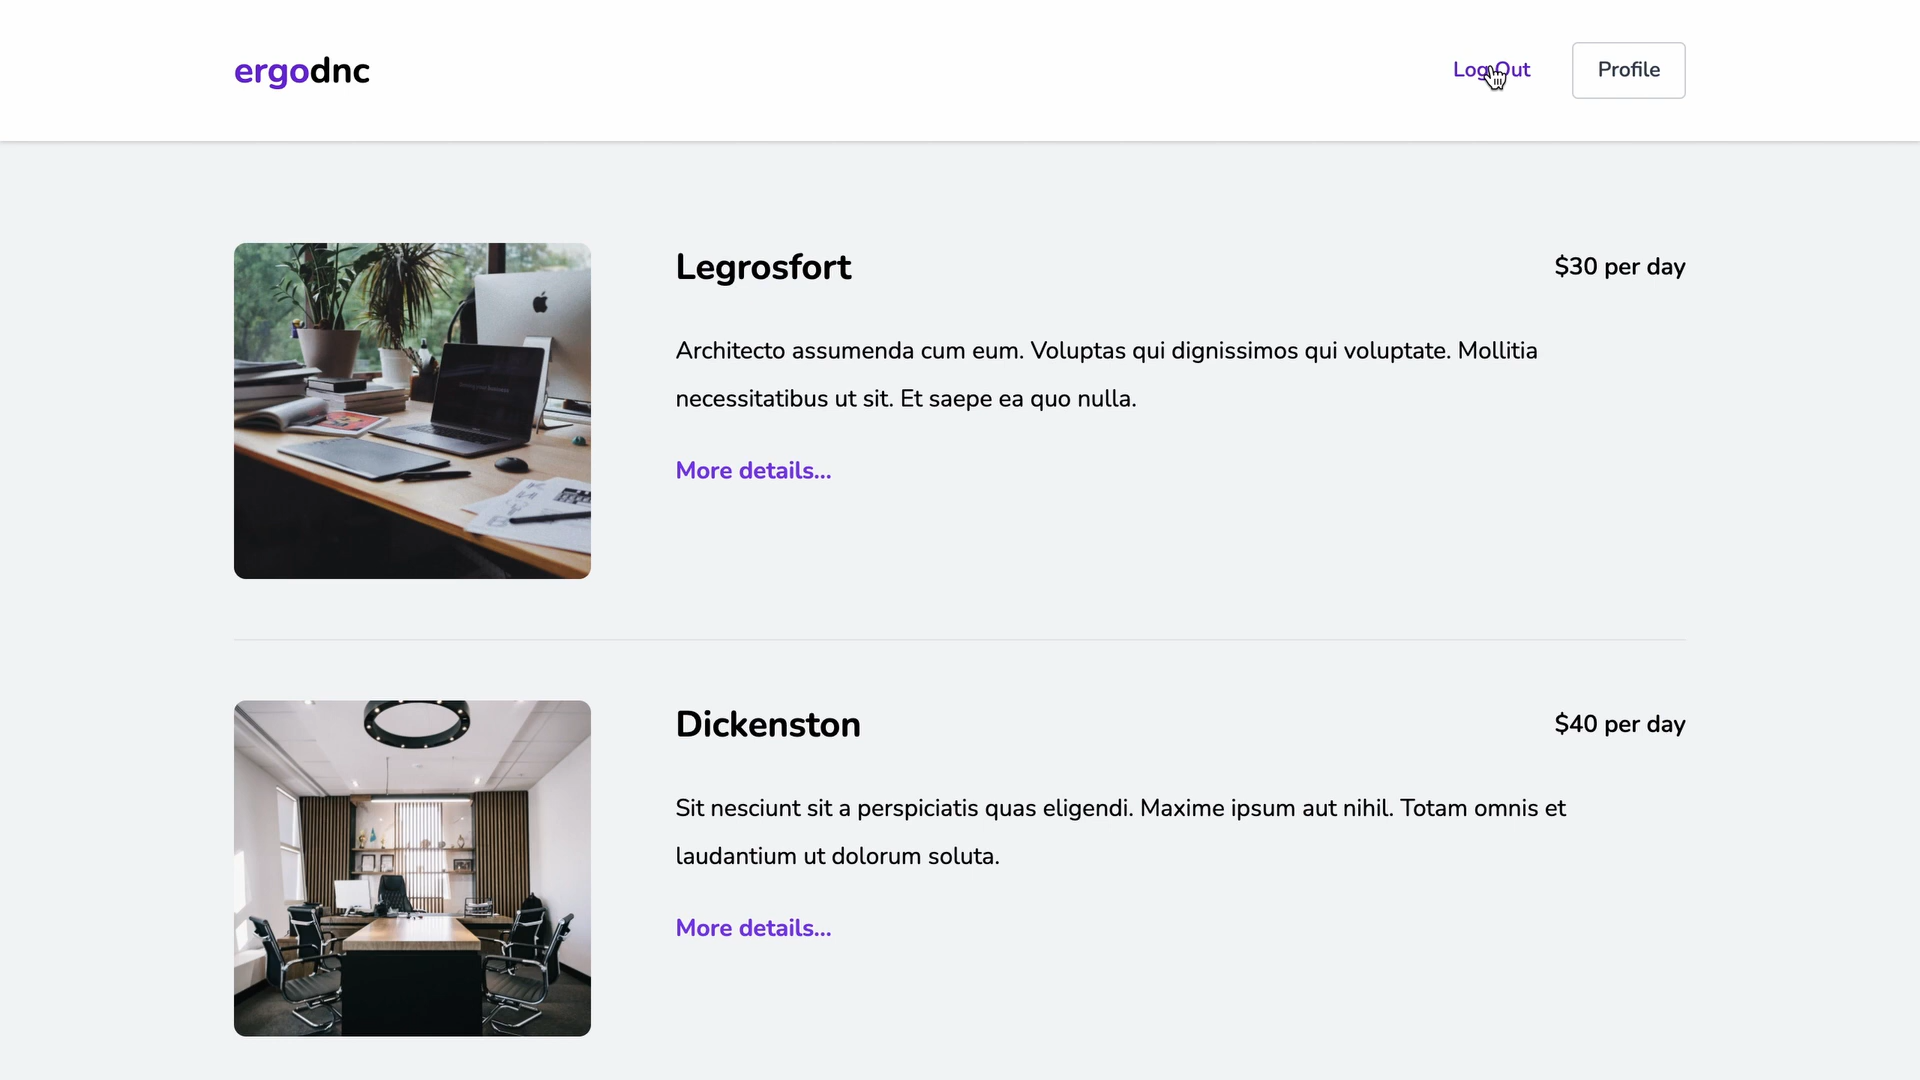 ergodnc
Log Out
Profile
Legrosfort
$30 per day
Architecto assumenda cum eum. Voluptas qui dignissimos qui voluptate. Mollitia
necessitatibus ut sit. Et saepe ea quo nulla.
More details...
Dickenston
$40 per day
Sit nesciunt sit a perspiciatis quas eligendi. Maxime ipsum aut nihil. Totam omnis et
laudantium ut dolorum soluta.
More details...